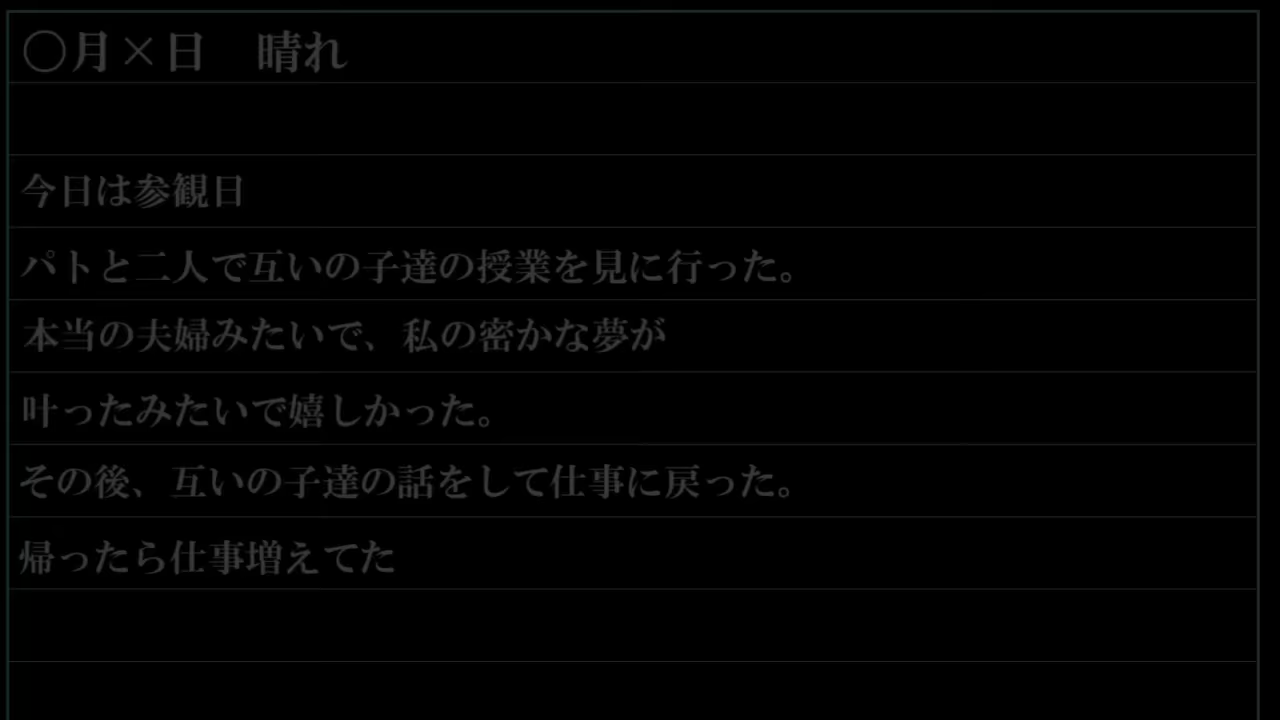 〇月×日　晴れ
今日は参観日
パトと二人で互いの子達の授業を見に行った。
本当の夫婦みたいで、私の密かな夢が
叶ったみたいで嬉しかった。
その後、互いの子達の話をして仕事に戻った。
帰ったら仕事増えてた